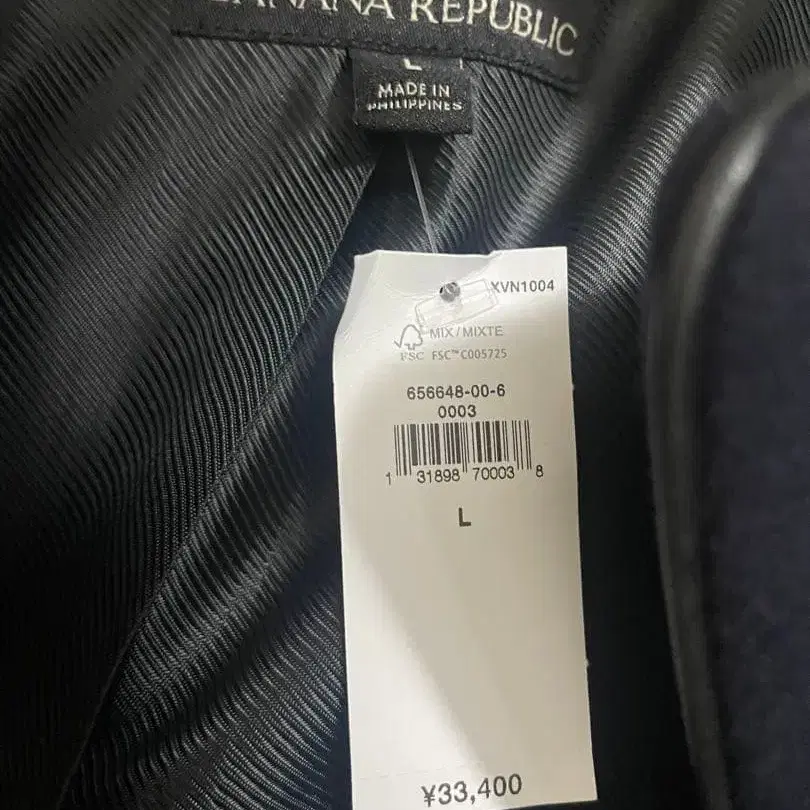 BANANA REPUBLIC
L
MADE IN
PHILIPPINES
XVN1004
MIX/MIXTE
FSC FSC™ C005725
656648-00-6
0003
1 31898 70003 8
L
¥33,400